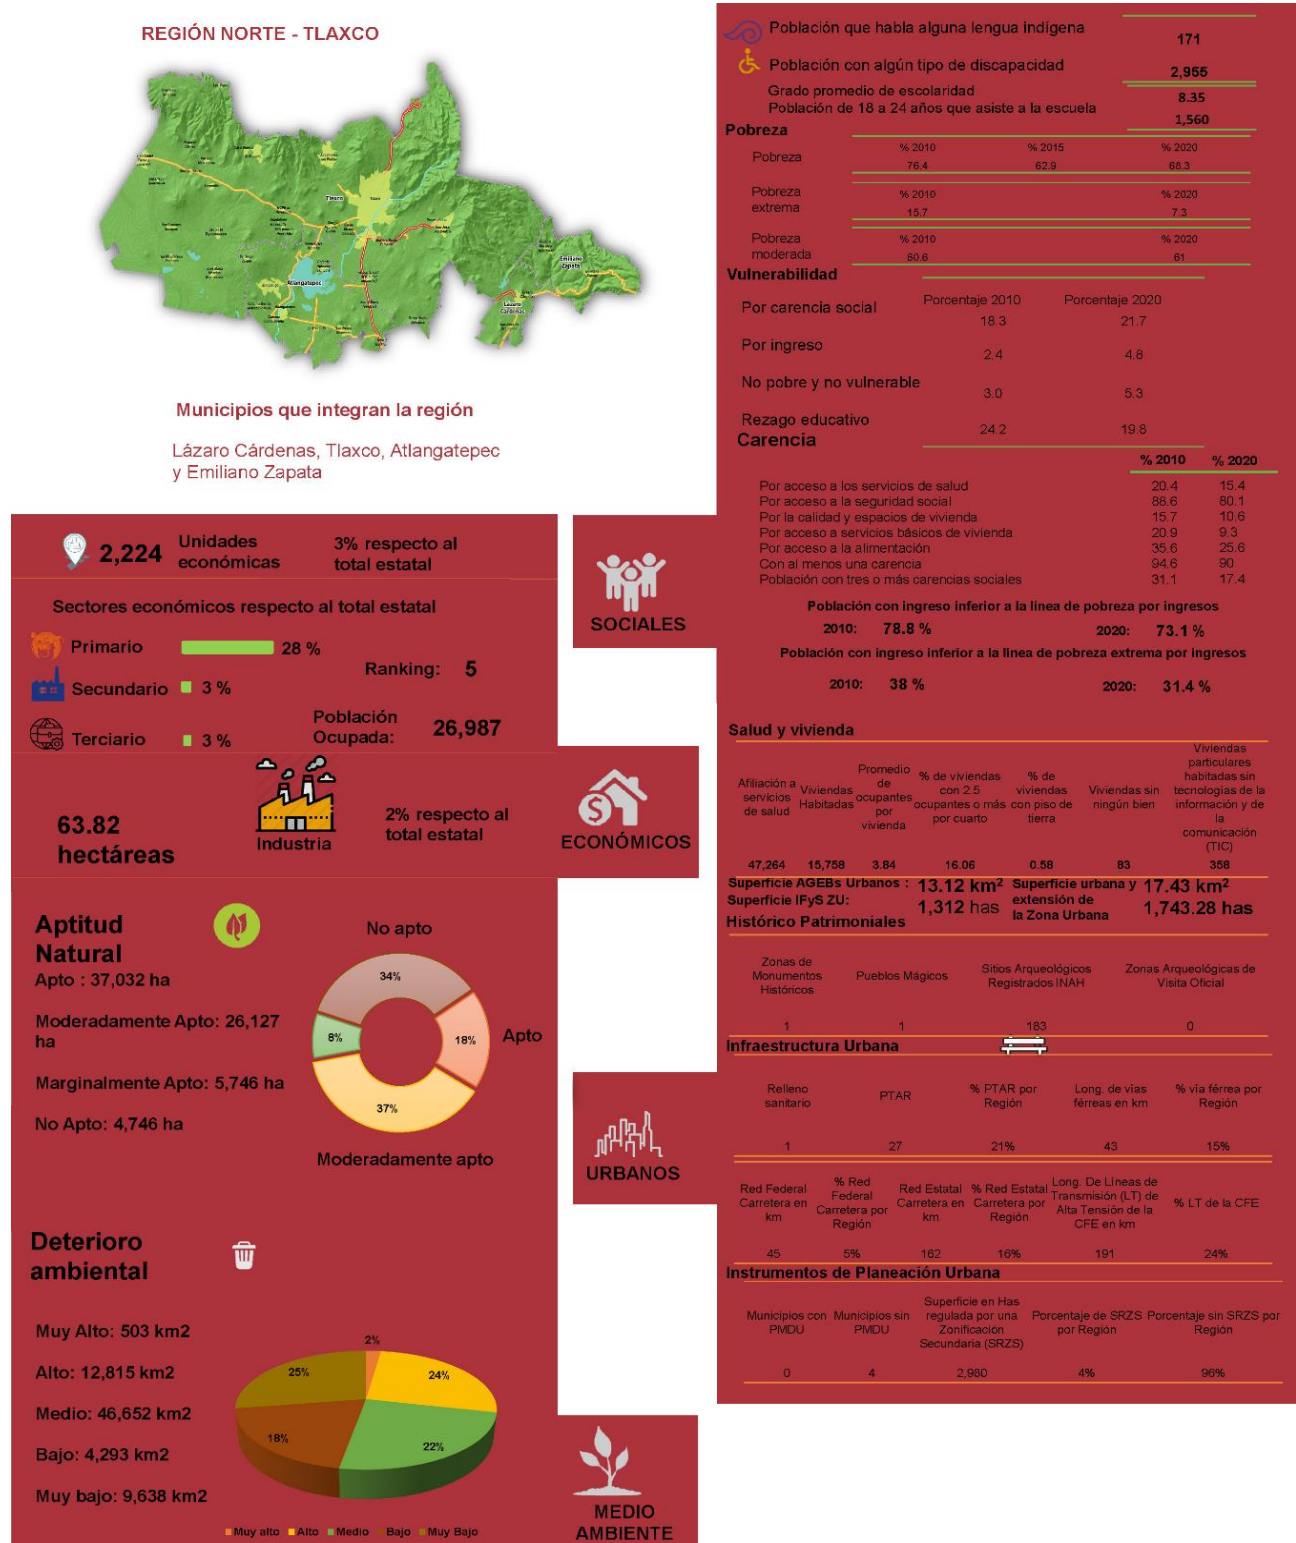 REGIÓN NORTE - TLAXCO
Tlaxco
Atlangatepec
Emiliano
Zapata
Lázaro
Cárdenas
Municipios que integran la región
Lázaro Cárdenas, Tlaxco, Atlangatepec
y Emiliano Zapata
2,224
Unidades
económicas
3% respecto al
total estatal
Sectores económicos respecto al total estatal
Primario
28 %
Secundario
3 %
Terciario
3 %
Ranking: 5
Población
Ocupada:
26,987
63.82
hectáreas
Industria
2% respecto al
total estatal
Aptitud
Natural
Apto : 37,032 ha
Moderadamente Apto: 26,127
ha
Marginalmente Apto: 5,746 ha
No Apto: 4,746 ha
No apto
34%
8%
18%
Apto
37%
Moderadamente apto
Deterioro
ambiental
Muy Alto: 503 km2
Alto: 12,815 km2
Medio: 46,652 km2
Bajo: 4,293 km2
Muy bajo: 9,638 km2
2%
25%
24%
18%
22%
Muy alto Alto Medio Bajo Muy Bajo
SOCIALES
ECONÓMICOS
URBANOS
MEDIO
AMBIENTE
Población que habla alguna lengua indígena
171
Población con algún tipo de discapacidad
2,955
Grado promedio de escolaridad
8.35
Población de 18 a 24 años que asiste a la escuela
1,560
Pobreza
Pobreza
% 2010 % 2015 % 2020
76.4 62.9 68.3
Pobreza
extrema
% 2010 % 2020
15.7 7.3
Pobreza
moderada
% 2010 % 2020
60.6 61
Vulnerabilidad
Porcentaje 2010 Porcentaje 2020
Por carencia social
18.3 21.7
Por ingreso
2.4 4.8
No pobre y no vulnerable
3.0 5.3
Rezago educativo
24.2 19.8
Carencia
% 2010 % 2020
Por acceso a los servicios de salud 20.4 15.4
Por acceso a la seguridad social 88.6 80.1
Por la calidad y espacios de vivienda 15.7 10.6
Por acceso a servicios básicos de vivienda 20.9 9.3
Por acceso a la alimentación 35.6 25.6
Con al menos una carencia 94.6 90
Población con tres o más carencias sociales 31.1 17.4
Población con ingreso inferior a la línea de pobreza por ingresos
2010: 78.8 % 2020: 73.1 %
Población con ingreso inferior a la línea de pobreza extrema por ingresos
2010: 38 % 2020: 31.4 %
Salud y vivienda
Afiliación a
servicios
de salud
Viviendas
Habitadas
Promedio
de
ocupantes
por
vivienda
% de viviendas
con 2.5
ocupantes o más
por cuarto
% de
viviendas
con piso de
tierra
Viviendas sin
ningún bien
Viviendas
particulares
habitadas sin
tecnologías de la
información y de
la
comunicación
(TIC)
47,264 15,758 3.84 16.06 0.58 83 358
Superficie AGEBs Urbanos : 13.12 km²
Superficie IFyS ZU: 1,312 has
Superficie urbana y
extensión de
la Zona Urbana
17.43 km²
1,743.28 has
Histórico Patrimoniales
Zonas de
Monumentos
Históricos
Pueblos Mágicos
Sitios Arqueológicos
Registrados INAH
Zonas Arqueológicas de
Visita Oficial
1 1 183 0
Infraestructura Urbana
Relleno
sanitario
PTAR
% PTAR por
Región
Long. de vías
férreas en km
% vía férrea por
Región
1 27 21% 43 15%
Red Federal
Carretera en
km
% Red
Federal
Carretera por
Región
Red Estatal
Carretera en
km
% Red Estatal
Carretera por
Región
Long. De Líneas de
Transmisión (LT) de
Alta Tensión de la
CFE en km
% LT de la CFE
45 5% 162 16% 191 24%
Instrumentos de Planeación Urbana
Municipios con
PMDU
Municipios sin
PMDU
Superficie en Has
regulada por una
Zonificación
Secundaria (SRZS)
Porcentaje de SRZS
por Región
Porcentaje sin SRZS por
Región
0 4 2,980 4% 96%